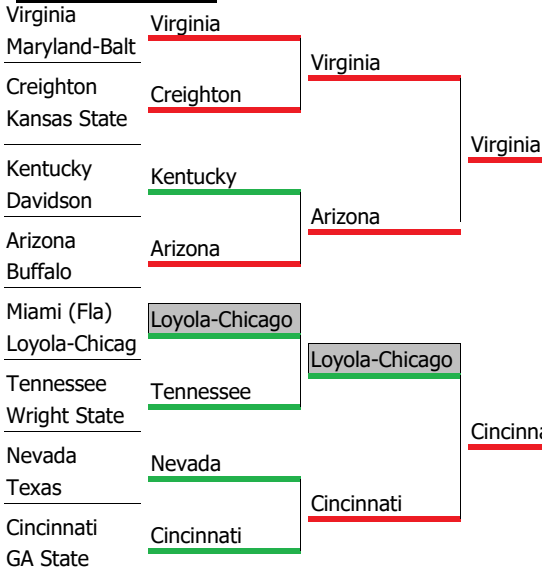 Virginia
Maryland-Balt
Creighton
Kansas State
Kentucky
Davidson
Arizona
Buffalo
Miami (Fla)
Loyola-Chicag
Tennessee
Wright State
Nevada
Texas
Cincinnati
GA State
Virginia
Creighton
Kentucky
Arizona
Loyola-Chicago
Tennessee
Nevada
Cincinnati
Virginia
Arizona
Loyola-Chicago
Cincinnati
Virginia
Cincinna